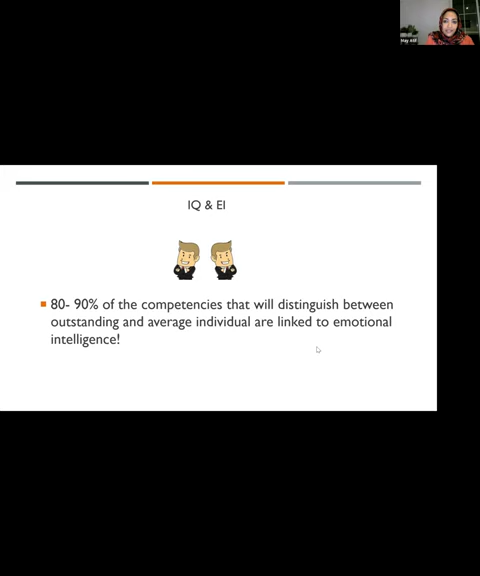 IQ & EI
80- 90% of the competencies that will distinguish between
outstanding and average individual are linked to emotional
intelligence!